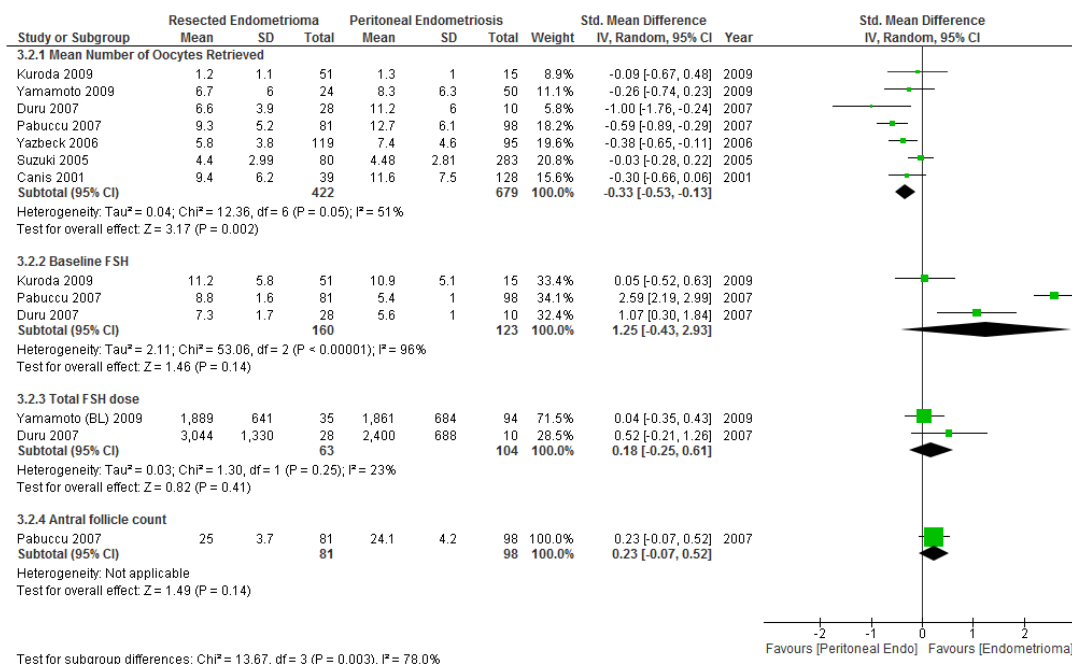 Resected Endometrioma Peritoneal Endometriosis Std. Mean Difference Std. Mean Difference
Study or Subgroup Mean SD Total Mean SD Total Weight IV, Random, 95% CI Year IV, Random, 95% CI
3.2.1 Mean Number of Oocytes Retrieved
Kuroda 2009 1.2 1.1 51 1.3 1 15 8.9% -0.09 [-0.67, 0.48] 2009
Yamamoto 2009 6.7 6 24 8.3 6.3 50 11.1% -0.26 [-0.74, 0.23] 2009
Duru 2007 6.6 3.9 28 11.2 6 10 5.8% -1.00 [-1.76, -0.24] 2007
Pabuccu 2007 9.3 5.2 81 12.7 6.1 98 18.2% -0.59 [-0.89, -0.29] 2007
Yazbeck 2006 5.8 3.8 119 7.4 4.6 95 19.6% -0.38 [-0.65, -0.11] 2006
Suzuki 2005 4.4 2.99 80 4.48 2.81 283 20.8% -0.03 [-0.28, 0.22] 2005
Canis 2001 9.4 6.2 39 11.6 7.5 128 15.6% -0.30 [-0.66, 0.06] 2001
Subtotal (95% CI) 422 679 100.0% -0.33 [-0.53, -0.13]
Heterogeneity: Tau² = 0.04; Chi² = 12.36, df = 6 (P = 0.05); I² = 51%
Test for overall effect: Z = 3.17 (P = 0.002)
3.2.2 Baseline FSH
Kuroda 2009 11.2 5.8 51 10.9 5.1 15 33.4% 0.05 [-0.52, 0.63] 2009
Pabuccu 2007 8.8 1.6 81 5.4 1 98 34.1% 2.59 [2.19, 2.99] 2007
Duru 2007 7.3 1.7 28 5.6 1 10 32.4% 1.07 [0.30, 1.84] 2007
Subtotal (95% CI) 160 123 100.0% 1.25 [-0.43, 2.93]
Heterogeneity: Tau² = 2.11; Chi² = 53.06, df = 2 (P < 0.00001); I² = 96%
Test for overall effect: Z = 1.46 (P = 0.14)
3.2.3 Total FSH dose
Yamamoto (BL) 2009 1,889 641 35 1,861 684 94 71.5% 0.04 [-0.35, 0.43] 2009
Duru 2007 3,044 1,330 28 2,400 688 10 28.5% 0.52 [-0.21, 1.26] 2007
Subtotal (95% CI) 63 104 100.0% 0.18 [-0.25, 0.61]
Heterogeneity: Tau² = 0.03; Chi² = 1.30, df = 1 (P = 0.25); I² = 23%
Test for overall effect: Z = 0.82 (P = 0.41)
3.2.4 Antral follicle count
Pabuccu 2007 25 3.7 81 24.1 4.2 98 100.0% 0.23 [-0.07, 0.52] 2007
Subtotal (95% CI) 81 98 100.0% 0.23 [-0.07, 0.52]
Heterogeneity: Not applicable
Test for overall effect: Z = 1.49 (P = 0.14)
-2 -1 0 1 2
Favours [Peritoneal Endo] Favours [Endometrioma]
Test for subgroup differences: Chi² = 13.67, df = 3 (P = 0.003), I² = 78.0%